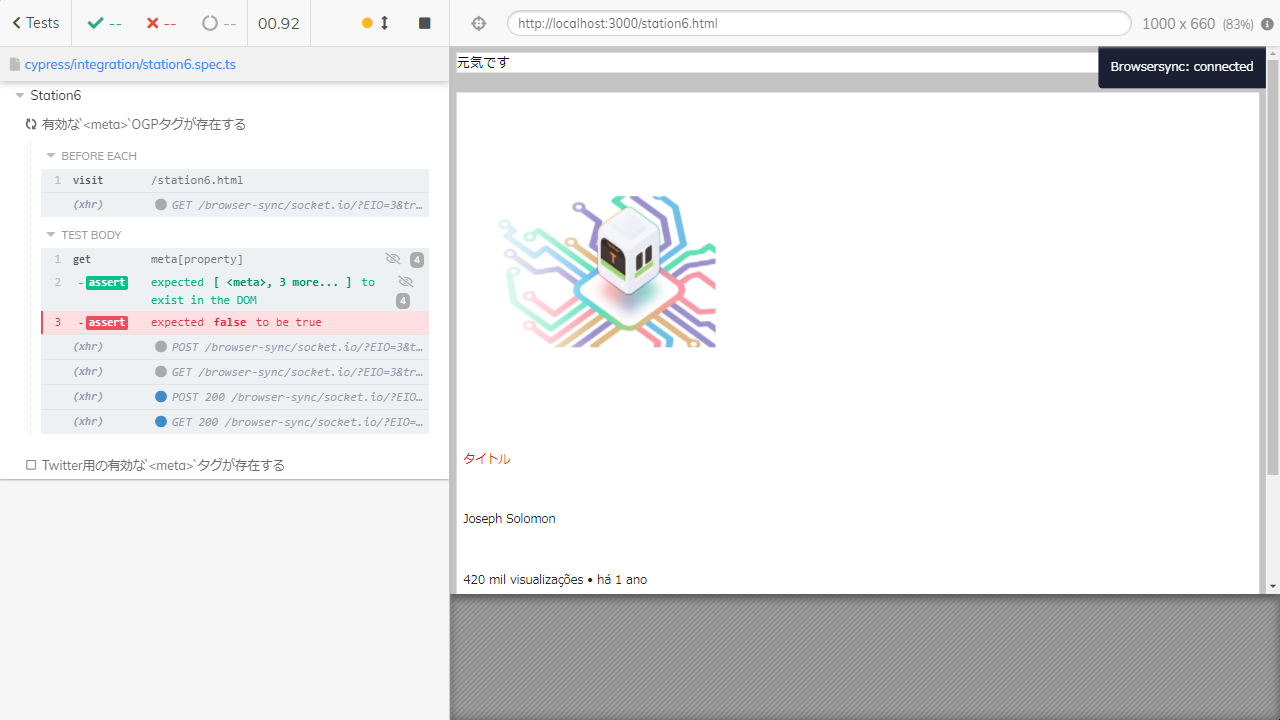 Tests -- -- -- 00.92 http://localhost:3000/station6.html 1000 x 660 (83%)
cypress/integration/station6.spec.ts
Station6
有効な`<meta>`OGPタグが存在する
BEFORE EACH
1 visit /station6.html
(xhr) GET /browser-sync/socket.io/?EIO=3&tr…
TEST BODY
1 get meta[property] 4
2 -assert expected [ <meta>, 3 more... ] to
exist in the DOM 4
3 -assert expected false to be true
(xhr) POST /browser-sync/socket.io/?EIO=3&t…
(xhr) GET /browser-sync/socket.io/?EIO=3&tr…
(xhr) POST 200 /browser-sync/socket.io/?EIO…
(xhr) GET 200 /browser-sync/socket.io/?EIO=…
Twitter用の有効な`<meta>`タグが存在する
元気です
Browsersync: connected
T
タイトル
Joseph Solomon
420 mil visualizações • há 1 ano